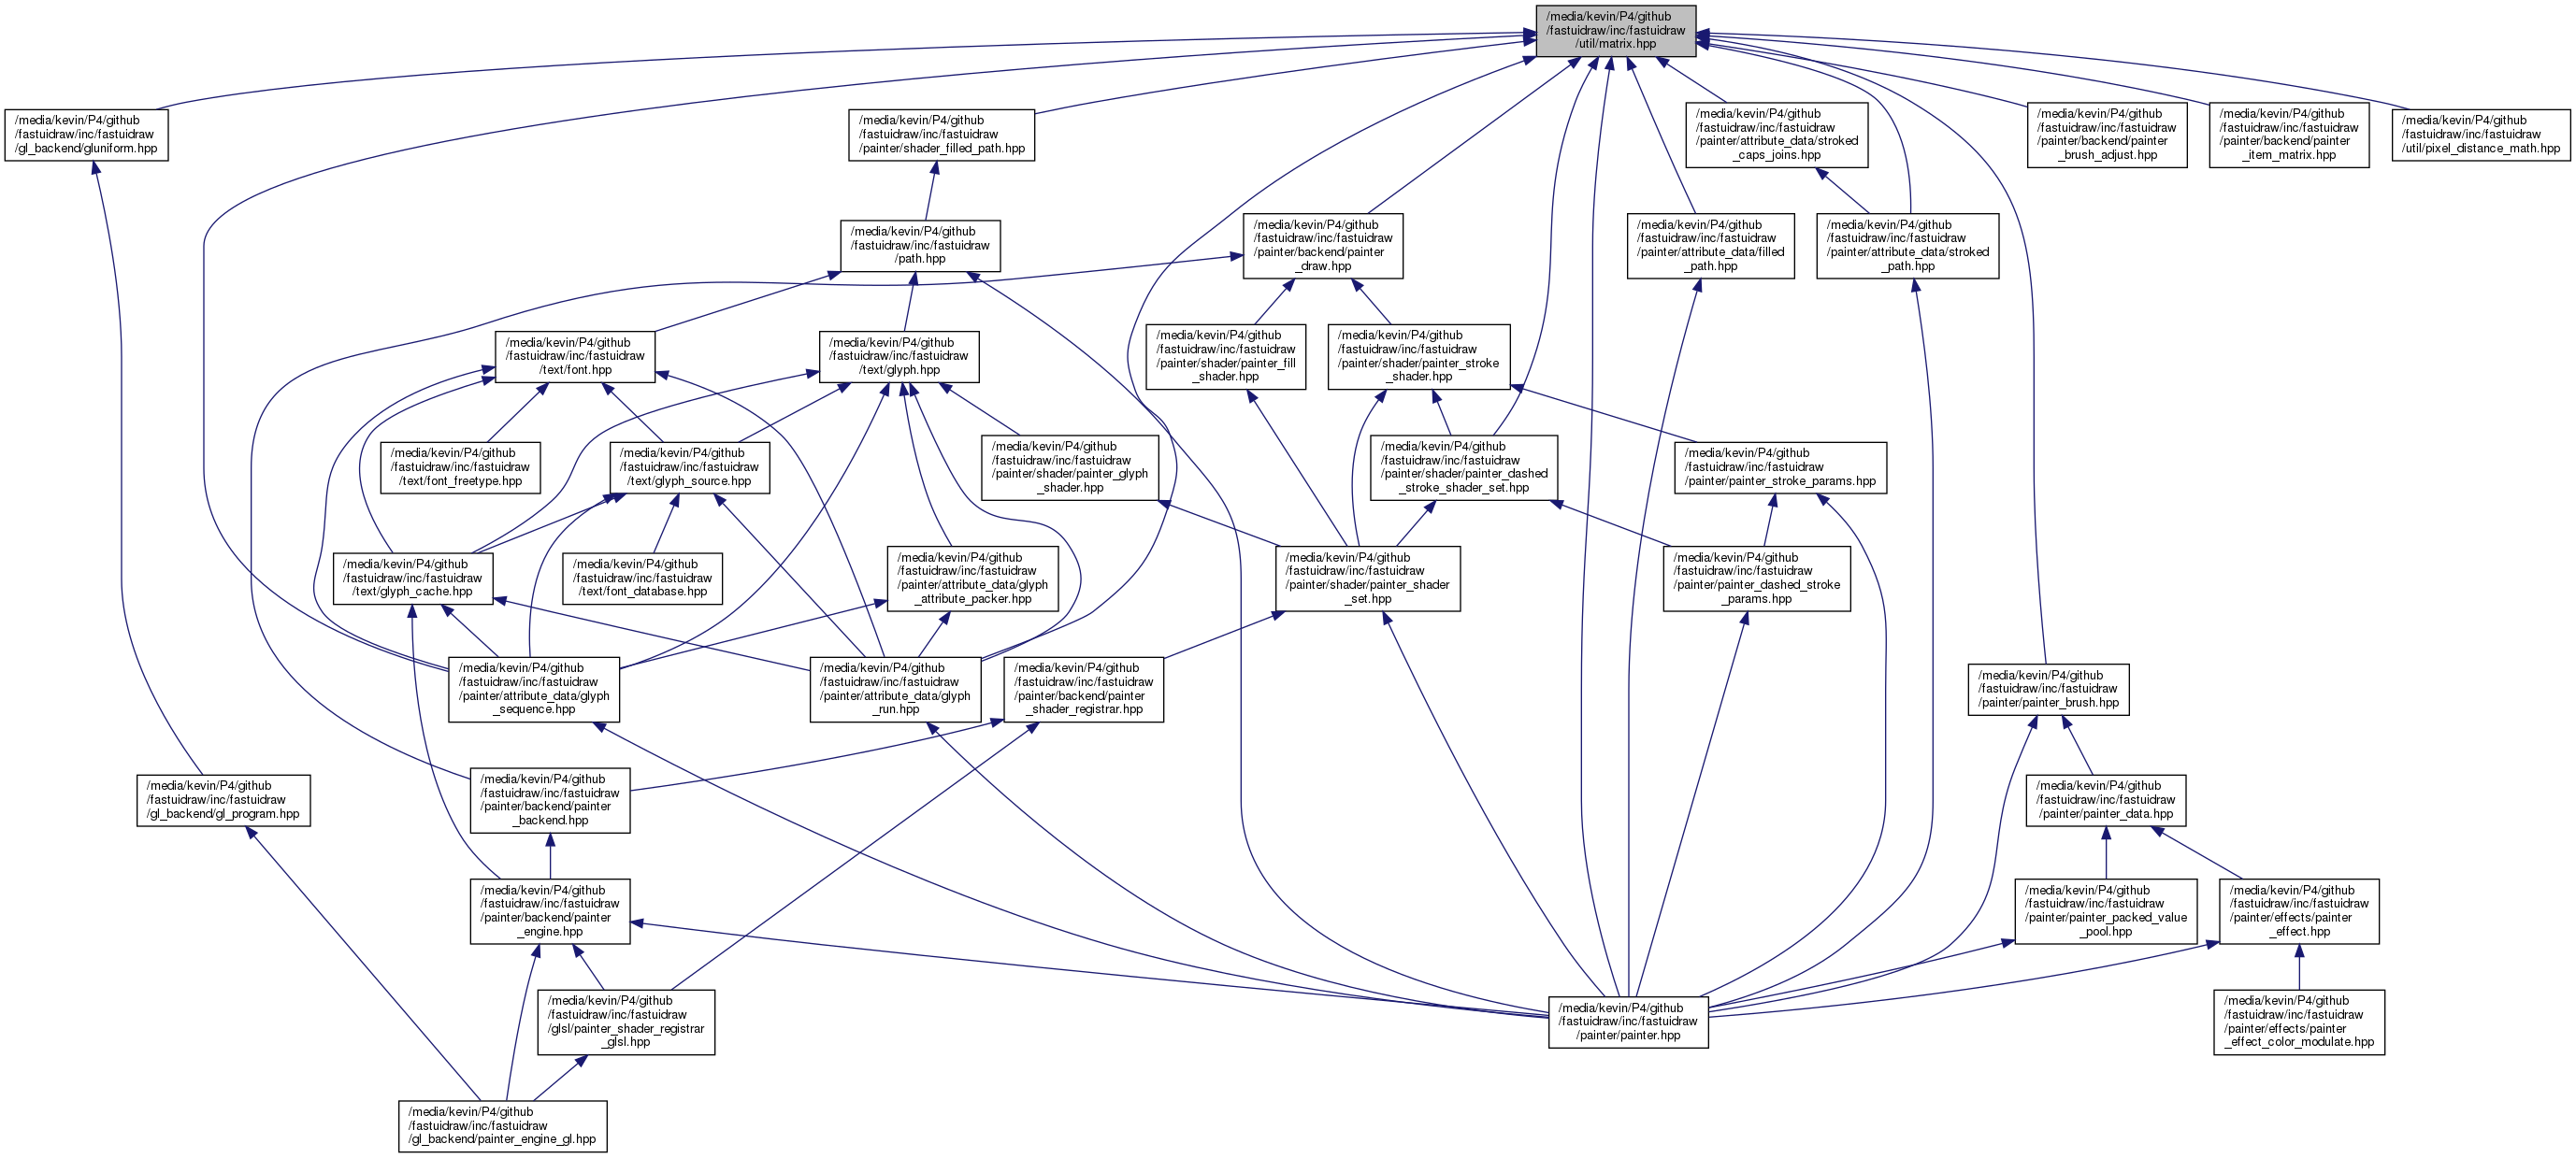 /media/kevin/P4/github
/fastuidraw/inc/fastuidraw
/util/matrix.hpp
/media/kevin/P4/github
/fastuidraw/inc/fastuidraw
/gl_backend/gluniform.hpp
/media/kevin/P4/github
/fastuidraw/inc/fastuidraw
/painter/shader_filled_path.hpp
/media/kevin/P4/github
/fastuidraw/inc/fastuidraw
/painter/attribute_data/stroked
_caps_joins.hpp
/media/kevin/P4/github
/fastuidraw/inc/fastuidraw
/painter/backend/painter
_brush_adjust.hpp
/media/kevin/P4/github
/fastuidraw/inc/fastuidraw
/painter/backend/painter
_item_matrix.hpp
/media/kevin/P4/github
/fastuidraw/inc/fastuidraw
/util/pixel_distance_math.hpp
/media/kevin/P4/github
/fastuidraw/inc/fastuidraw
/path.hpp
/media/kevin/P4/github
/fastuidraw/inc/fastuidraw
/painter/backend/painter
_draw.hpp
/media/kevin/P4/github
/fastuidraw/inc/fastuidraw
/painter/attribute_data/filled
_path.hpp
/media/kevin/P4/github
/fastuidraw/inc/fastuidraw
/painter/attribute_data/stroked
_path.hpp
/media/kevin/P4/github
/fastuidraw/inc/fastuidraw
/text/font.hpp
/media/kevin/P4/github
/fastuidraw/inc/fastuidraw
/text/glyph.hpp
/media/kevin/P4/github
/fastuidraw/inc/fastuidraw
/painter/shader/painter_fill
_shader.hpp
/media/kevin/P4/github
/fastuidraw/inc/fastuidraw
/painter/shader/painter_stroke
_shader.hpp
/media/kevin/P4/github
/fastuidraw/inc/fastuidraw
/text/font_freetype.hpp
/media/kevin/P4/github
/fastuidraw/inc/fastuidraw
/text/glyph_source.hpp
/media/kevin/P4/github
/fastuidraw/inc/fastuidraw
/painter/shader/painter_glyph
_shader.hpp
/media/kevin/P4/github
/fastuidraw/inc/fastuidraw
/painter/shader/painter_dashed
_stroke_shader_set.hpp
/media/kevin/P4/github
/fastuidraw/inc/fastuidraw
/painter/painter_stroke_params.hpp
/media/kevin/P4/github
/fastuidraw/inc/fastuidraw
/text/glyph_cache.hpp
/media/kevin/P4/github
/fastuidraw/inc/fastuidraw
/text/font_database.hpp
/media/kevin/P4/github
/fastuidraw/inc/fastuidraw
/painter/attribute_data/glyph
_attribute_packer.hpp
/media/kevin/P4/github
/fastuidraw/inc/fastuidraw
/painter/shader/painter_shader
_set.hpp
/media/kevin/P4/github
/fastuidraw/inc/fastuidraw
/painter/painter_dashed_stroke
_params.hpp
/media/kevin/P4/github
/fastuidraw/inc/fastuidraw
/painter/attribute_data/glyph
_sequence.hpp
/media/kevin/P4/github
/fastuidraw/inc/fastuidraw
/painter/attribute_data/glyph
_run.hpp
/media/kevin/P4/github
/fastuidraw/inc/fastuidraw
/painter/backend/painter
_shader_registrar.hpp
/media/kevin/P4/github
/fastuidraw/inc/fastuidraw
/painter/painter_brush.hpp
/media/kevin/P4/github
/fastuidraw/inc/fastuidraw
/gl_backend/gl_program.hpp
/media/kevin/P4/github
/fastuidraw/inc/fastuidraw
/painter/backend/painter
_backend.hpp
/media/kevin/P4/github
/fastuidraw/inc/fastuidraw
/painter/painter_data.hpp
/media/kevin/P4/github
/fastuidraw/inc/fastuidraw
/painter/backend/painter
_engine.hpp
/media/kevin/P4/github
/fastuidraw/inc/fastuidraw
/painter/painter_packed_value
_pool.hpp
/media/kevin/P4/github
/fastuidraw/inc/fastuidraw
/painter/effects/painter
_effect.hpp
/media/kevin/P4/github
/fastuidraw/inc/fastuidraw
/glsl/painter_shader_registrar
_glsl.hpp
/media/kevin/P4/github
/fastuidraw/inc/fastuidraw
/painter/painter.hpp
/media/kevin/P4/github
/fastuidraw/inc/fastuidraw
/painter/effects/painter
_effect_color_modulate.hpp
/media/kevin/P4/github
/fastuidraw/inc/fastuidraw
/gl_backend/painter_engine_gl.hpp